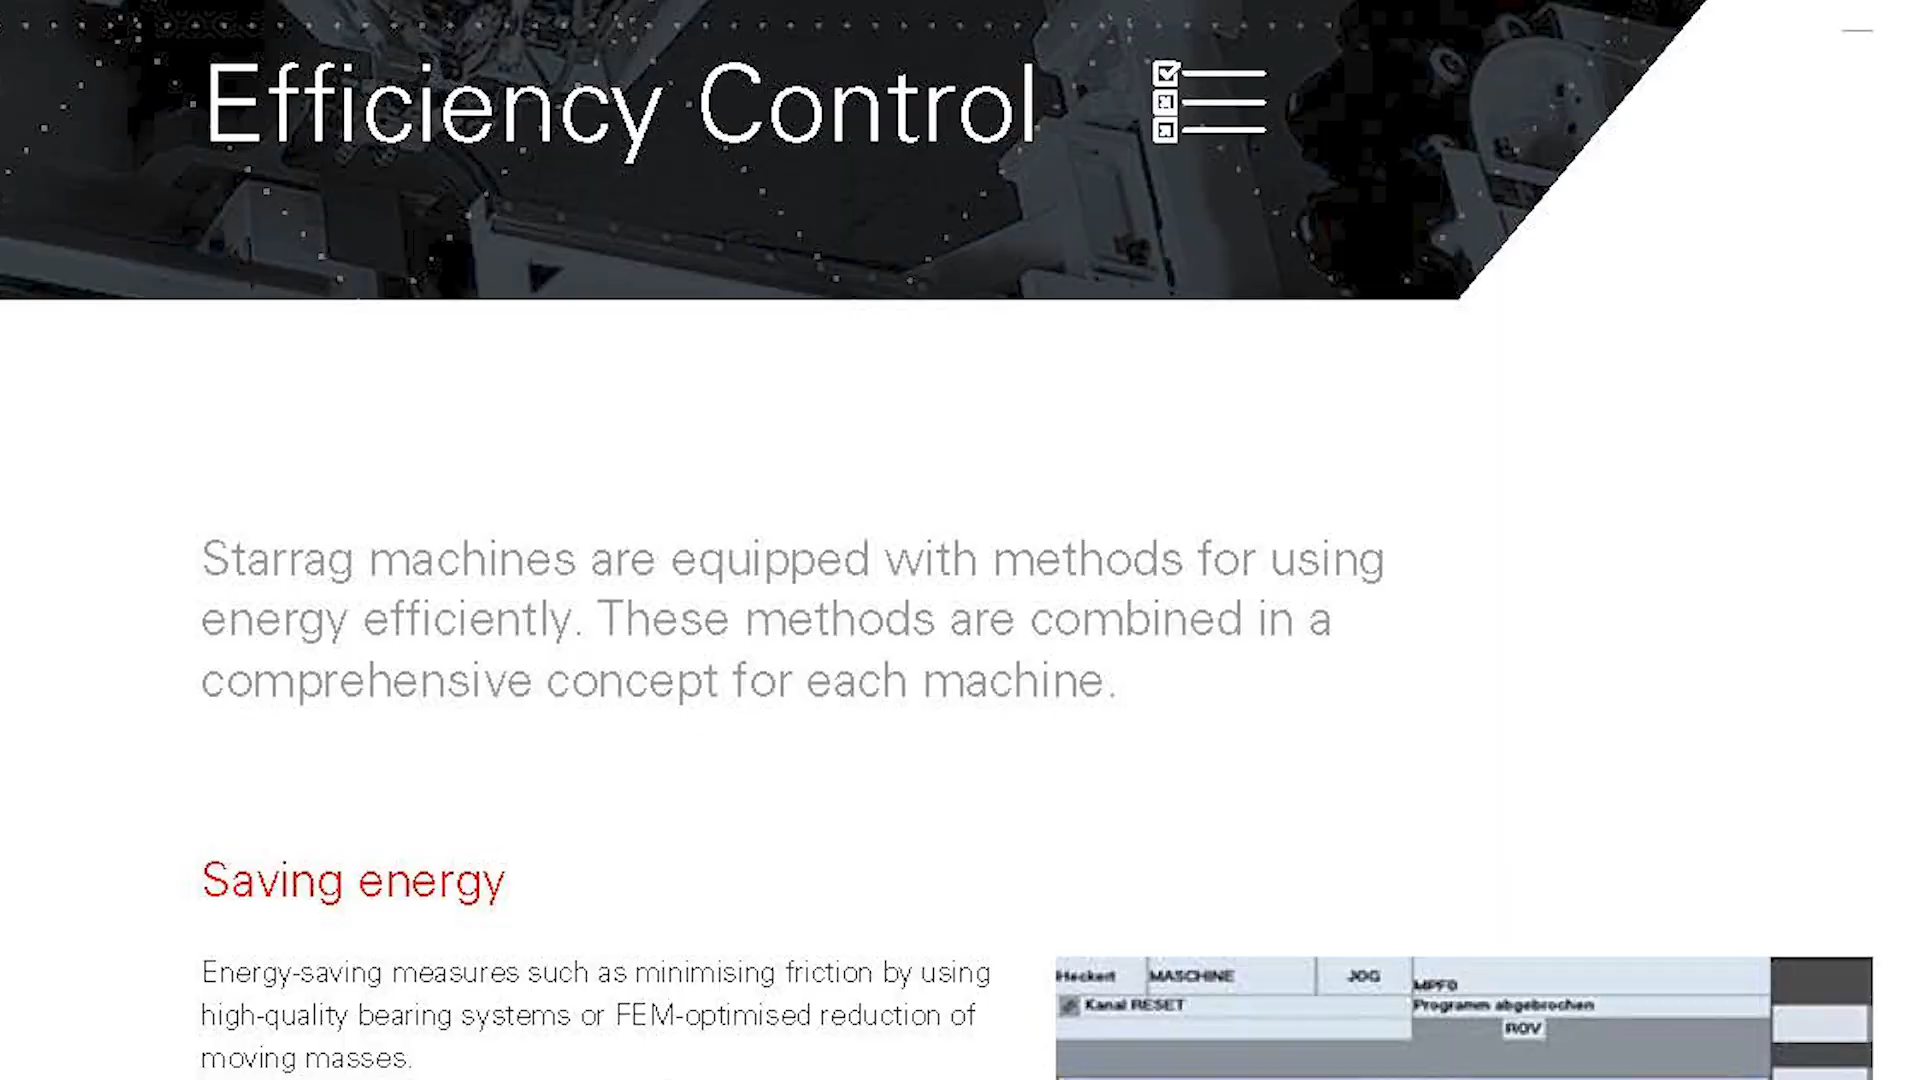 Efficiency Control
Starrag machines are equipped with methods for using
energy efficiently. These methods are combined in a
comprehensive concept for each machine.
Saving energy
Energy-saving measures such as minimising friction by using
high-quality bearing systems or FEM-optimised reduction of
moving masses.
Heckert MASCHINE JOG MPF0
Kanal RESET Programm abgebrochen
ROV